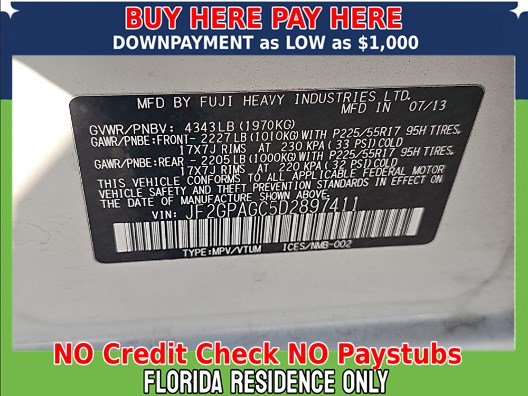 BUY HERE PAY HERE
DOWNPAYMENT as LOW as $1,000
MFD BY FUJI HEAVY INDUSTRIES LTD.
MADE IN 07/13
GVWR/PNBV: 4343LB(1970KG)
GAWR/PNBE:FRONT- 2227LB(1010KG)WITH P225/55R17 95H TIRES,
17X7J RIMS AT 230 KPA(33 PSI)COLD
GAWR/PNBE:REAR- 2205LB(1000KG)WITH P225/55R17 95H TIRES,
17X7J RIMS AT 220 KPA(32 PSI)COLD
THIS VEHICLE CONFORMS TO ALL APPLICABLE FEDERAL MOTOR
VEHICLE SAFETY AND THEFT PREVENTION STANDARDS IN EFFECT ON
THE DATE OF MANUFACTURE SHOWN ABOVE.
VIN: JF2GPAGC5D2897411
TYPE:MPV/VTUM ICES/NMB-002
NO Credit Check NO Paystubs
FLORIDA RESIDENCE ONLY